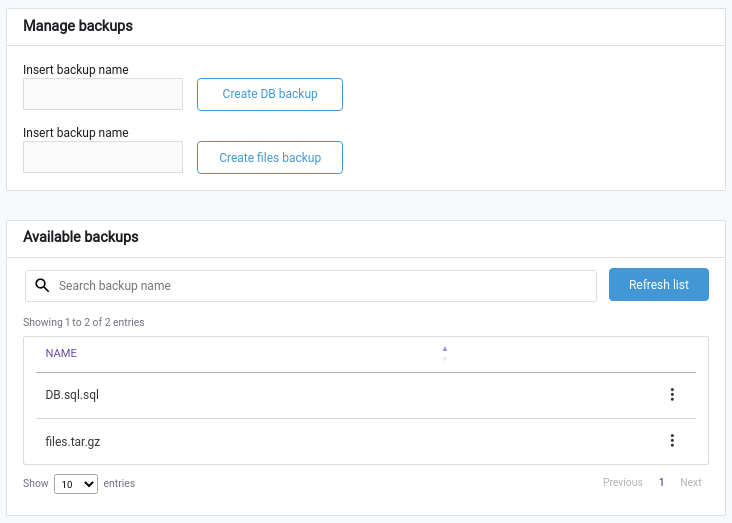 Manage backups
Insert backup name
Create DB backup
Insert backup name
Create files backup
Available backups
Search backup name
Refresh list
Showing 1 to 2 of 2 entries
NAME
DB.sql.sql
files.tar.gz
Show 10 entries
Previous 1 Next